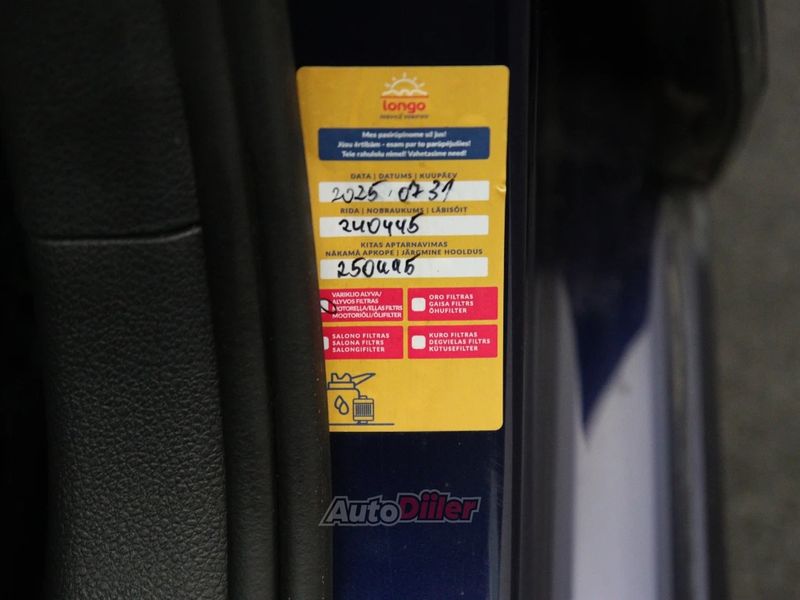 longo
Mes pasirūpinome už jus!
Jūsu ērtībām - esam par to parūpējušies!
Teie rahulolu nimel! Vahetasime need!
DATA | DATUMS | KUUPÄEV
2025.07 31
RIDA | NOBRAUKUMS | LÄBISÕIT
240445
KITAS APTARNAVIMAS
NĀKAMĀ APKOPE | JÄRGMINE HOOLDUS
250445
VARIKLIO ALYVA/
ALYVOS FILTRAS
MOTOREĻĻA/EĻĻAS FILTRS
MOOTORIÕLI/ÕLIFILTER
ORO FILTRAS
GAISA FILTRS
ÕHUFILTER
SALONO FILTRAS
SALONA FILTRS
SALONGIFILTER
KURO FILTRAS
DEGVIELAS FILTRS
KÜTUSEFILTER
AutoDiiler